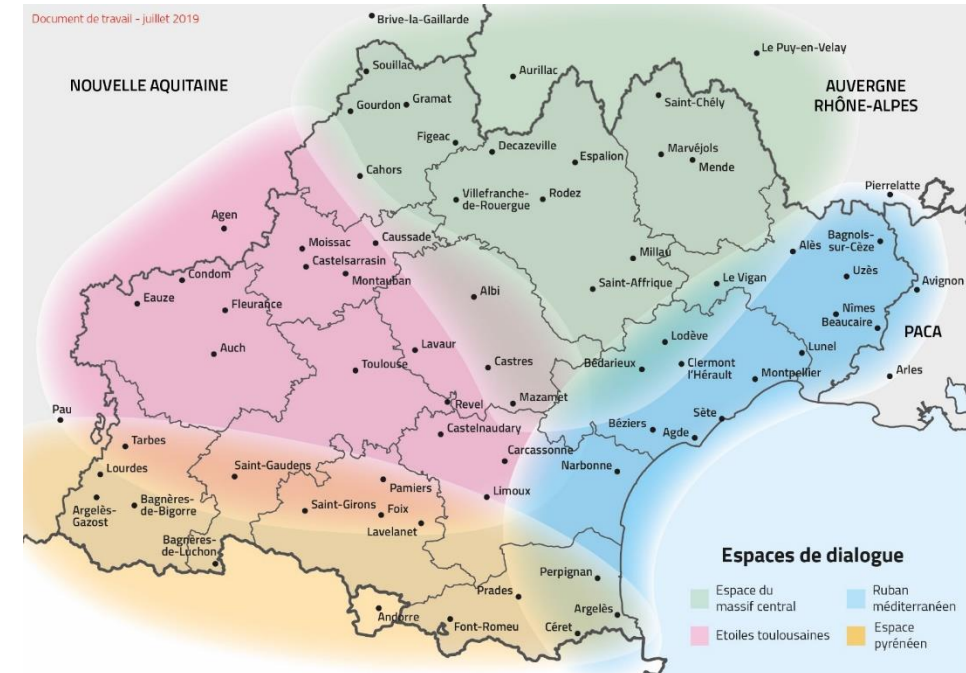 Document de travail - juillet 2019
Brive-la-Gaillarde
Le Puy-en-Velay
NOUVELLE AQUITAINE
Souillac
Aurillac
AUVERGNE
RHÔNE-ALPES
Gourdon
Gramat
Saint-Chély
Figeac
Decazeville
Espalion
Marvéjols
Mende
Cahors
Villefranche-
de-Rouergue
Rodez
Pierrelatte
Agen
Moissac
Caussade
Castelsarrasin
Montauban
Millau
Alès
Bagnols-
sur-Cèze
Condom
Eauze
Fleurance
Albi
Saint-Affrique
Le Vigan
Uzès
Avignon
Nîmes
Beaucaire
PACA
Auch
Toulouse
Lavaur
Castres
Lodève
Bédarieux
Clermont
l'Hérault
Lunel
Montpellier
Arles
Mazamet
Revel
Pau
Castelnaudary
Sète
Béziers
Agde
Tarbes
Carcassonne
Narbonne
Lourdes
Saint-Gaudens
Pamiers
Limoux
Argelès-
Gazost
Bagnères-
de-Bigorre
Saint-Girons
Foix
Lavelanet
Bagnères-
de-Luchon
Perpignan
Prades
Andorre
Argelès
Font-Romeu
Céret
Espaces de dialogue
Espace du
massif central
Ruban
méditerranéen
Etoiles toulousaines
Espace
pyrénéen